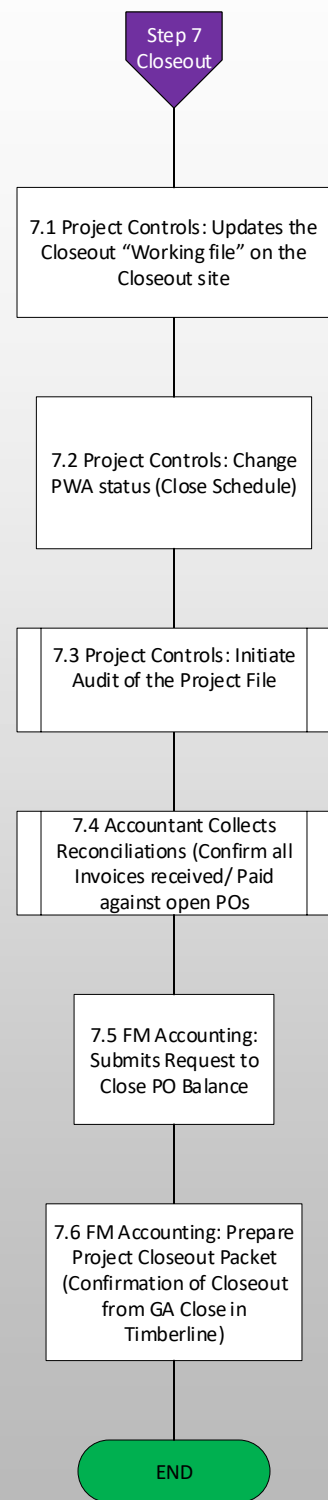 Step 7
Closeout
7.1 Project Controls: Updates the
Closeout “Working file” on the
Closeout site
7.2 Project Controls: Change
PWA status (Close Schedule)
7.3 Project Controls: Initiate
Audit of the Project File
7.4 Accountant Collects
Reconciliations (Confirm all
Invoices received/ Paid
against open POs
7.5 FM Accounting:
Submits Request to
Close PO Balance
7.6 FM Accounting: Prepare
Project Closeout Packet
(Confirmation of Closeout
from GA Close in
Timberline)
END